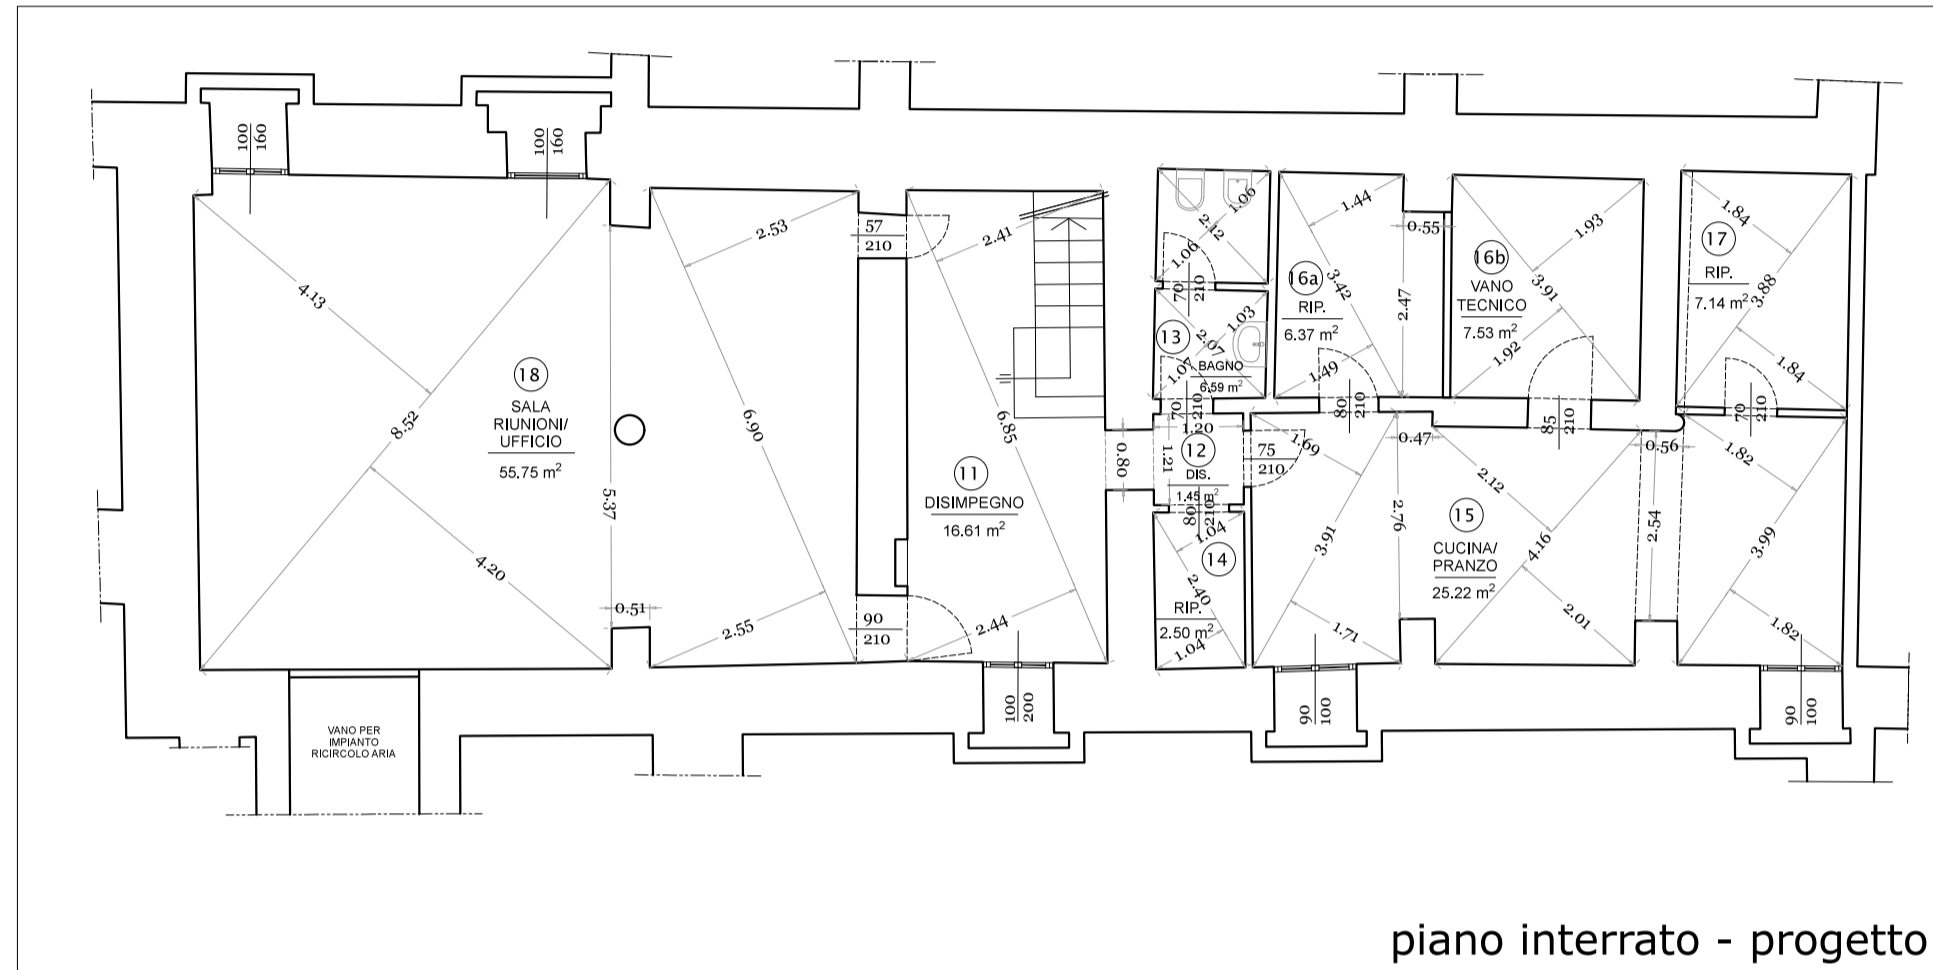 100
160
100
160
4.13
8.52
4.20
18
SALA
RIUNIONI/
UFFICIO
55.75 m²
5.37
0.51
2.53
6.90
2.55
57
210
90
210
2.41
6.85
2.44
11
DISIMPEGNO
16.61 m²
100
200
0.80
1.06
2.12
1.06
70
210
13
1.03
2.07
1.07
BAGNO
6.59 m²
70
210
1.20
1.21
12
DIS.
1.45 m²
75
210
80
210
1.04
14
2.40
RIP.
2.50 m²
1.04
1.44
3.42
16a
RIP.
6.37 m²
1.49
2.47
0.55
80
210
16b
VANO
TECNICO
7.53 m²
1.93
3.91
1.92
85
210
17
RIP.
7.14 m²
1.84
3.88
1.84
70
210
1.69
3.91
1.71
2.76
0.47
2.12
4.16
2.01
15
CUCINA/
PRANZO
25.22 m²
0.56
2.54
1.82
3.99
1.82
90
100
90
100
VANO PER
IMPIANTO
RICIRCOLO ARIA
piano interrato - progetto